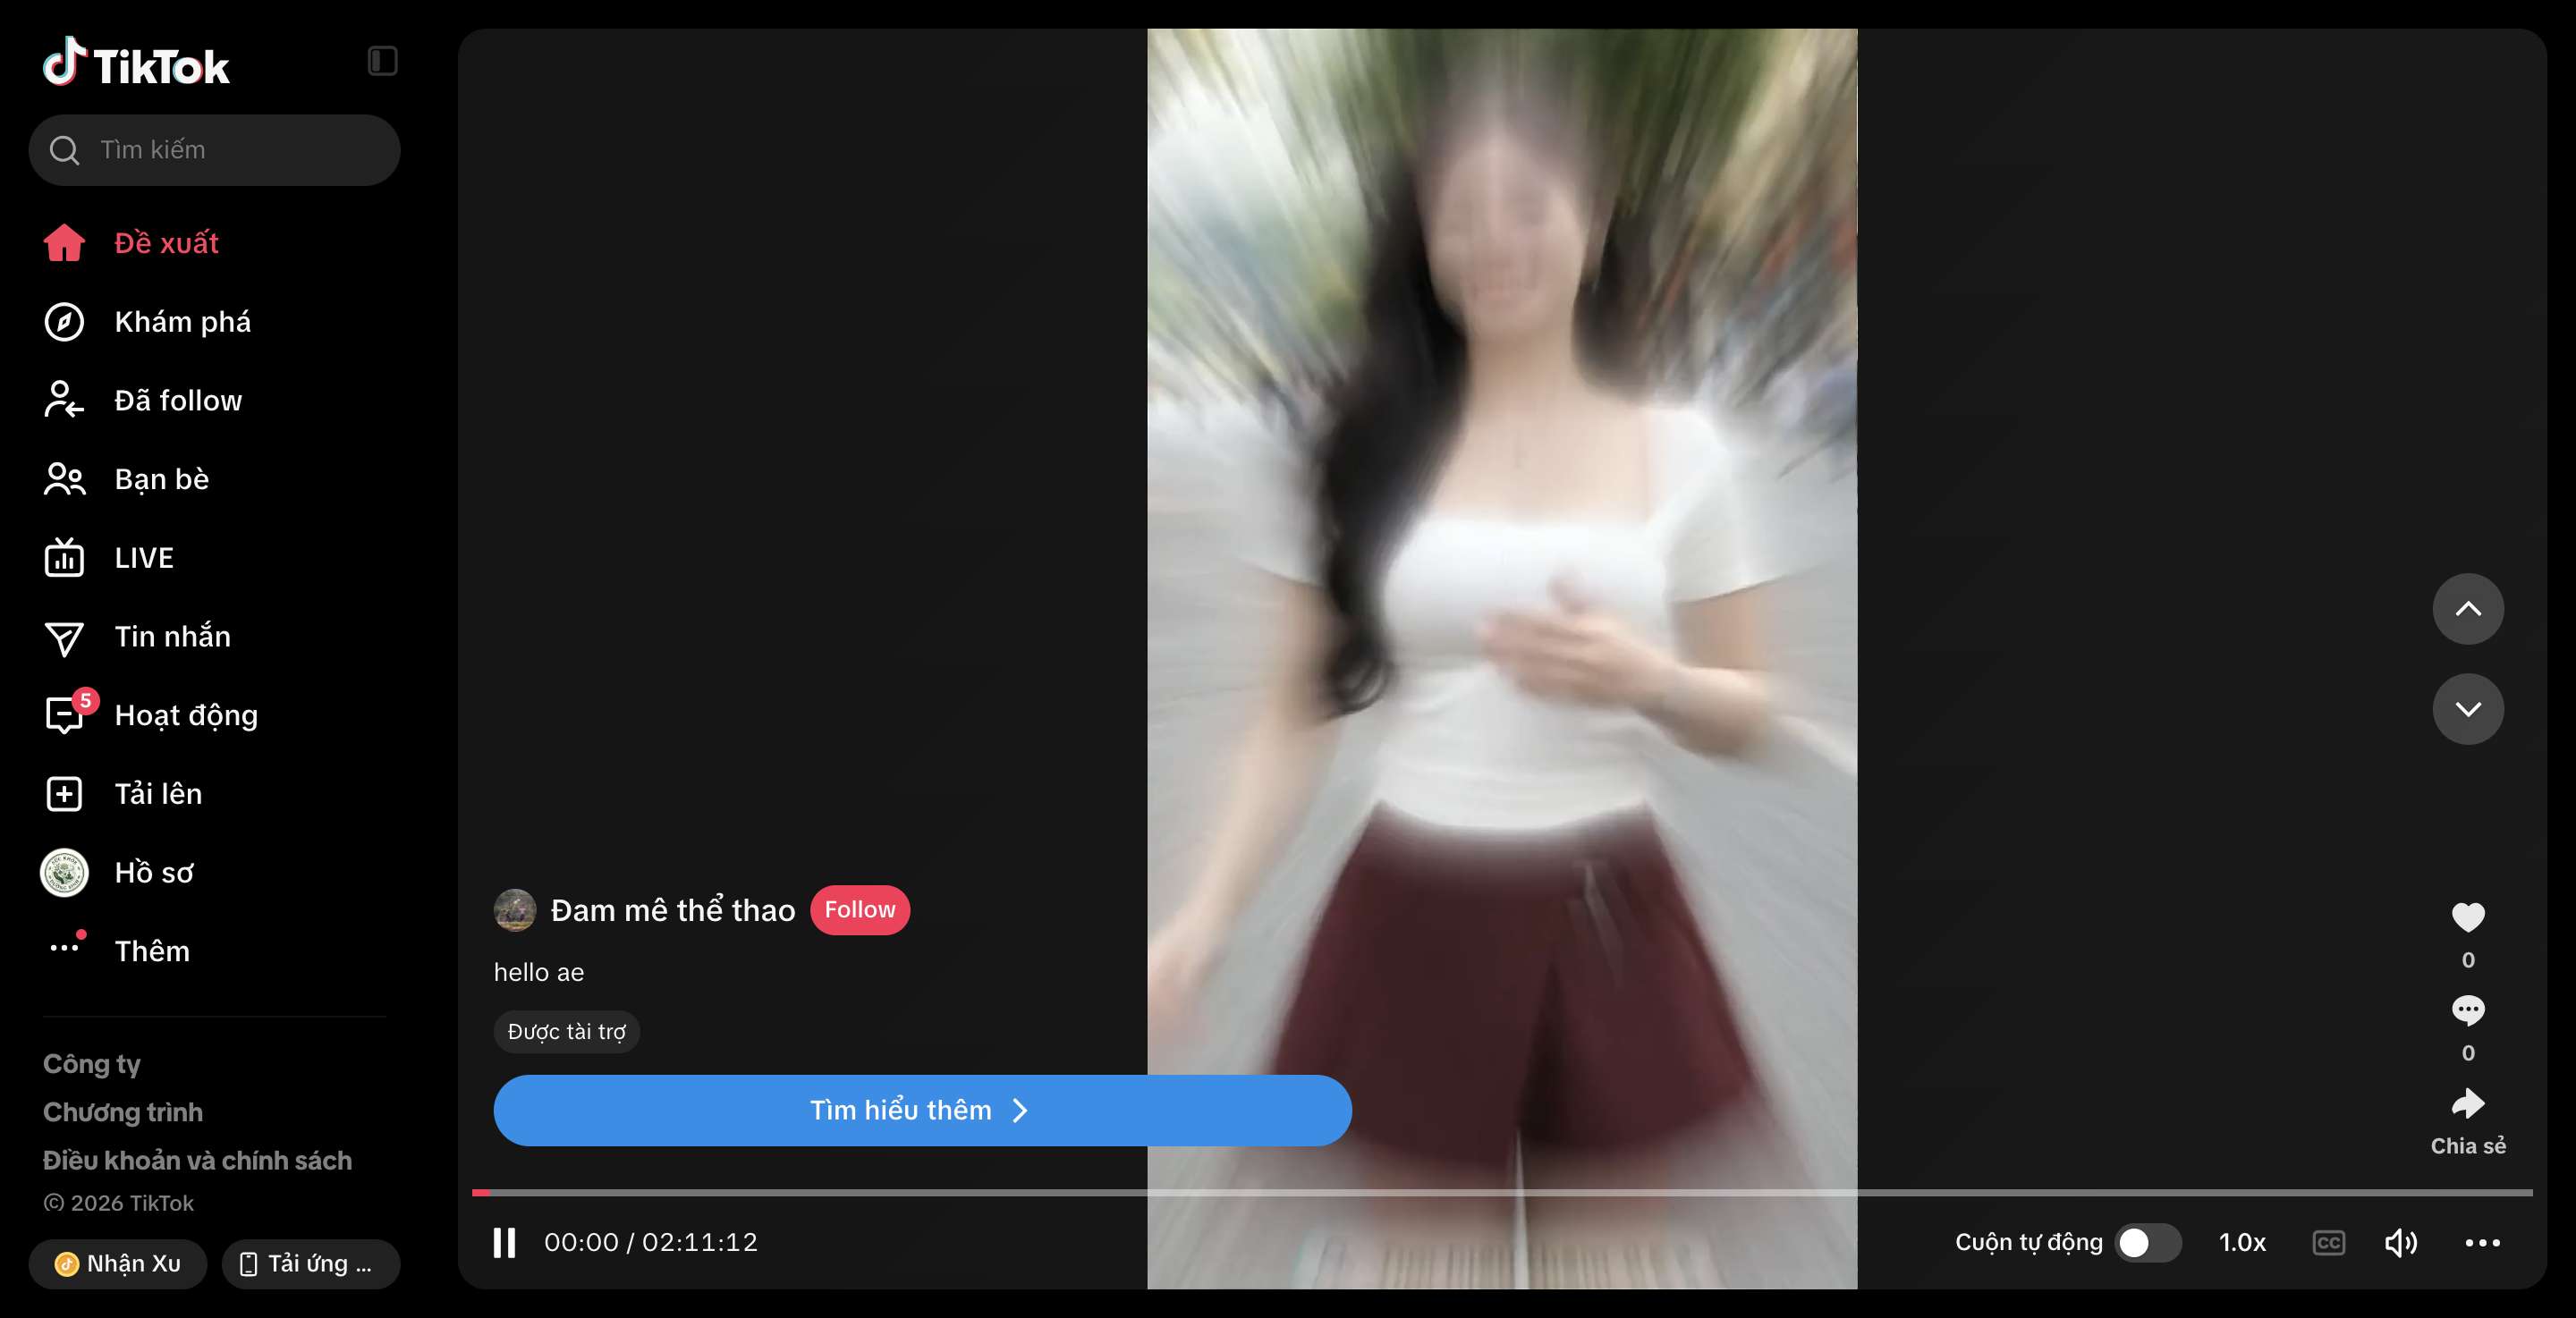 TikTok
Tìm kiếm
Đề xuất
Khám phá
Đã follow
Bạn bè
LIVE
Tin nhắn
5
Hoạt động
Tải lên
Hồ sơ
Thêm
Công ty
Chương trình
Điều khoản và chính sách
© 2026 TikTok
Nhận Xu
Tải ứng ...
Đam mê thể thao
Follow
hello ae
Được tài trợ
Tìm hiểu thêm
00:00 / 02:11:12
0
0
Chia sẻ
Cuộn tự động
1.0x
CC